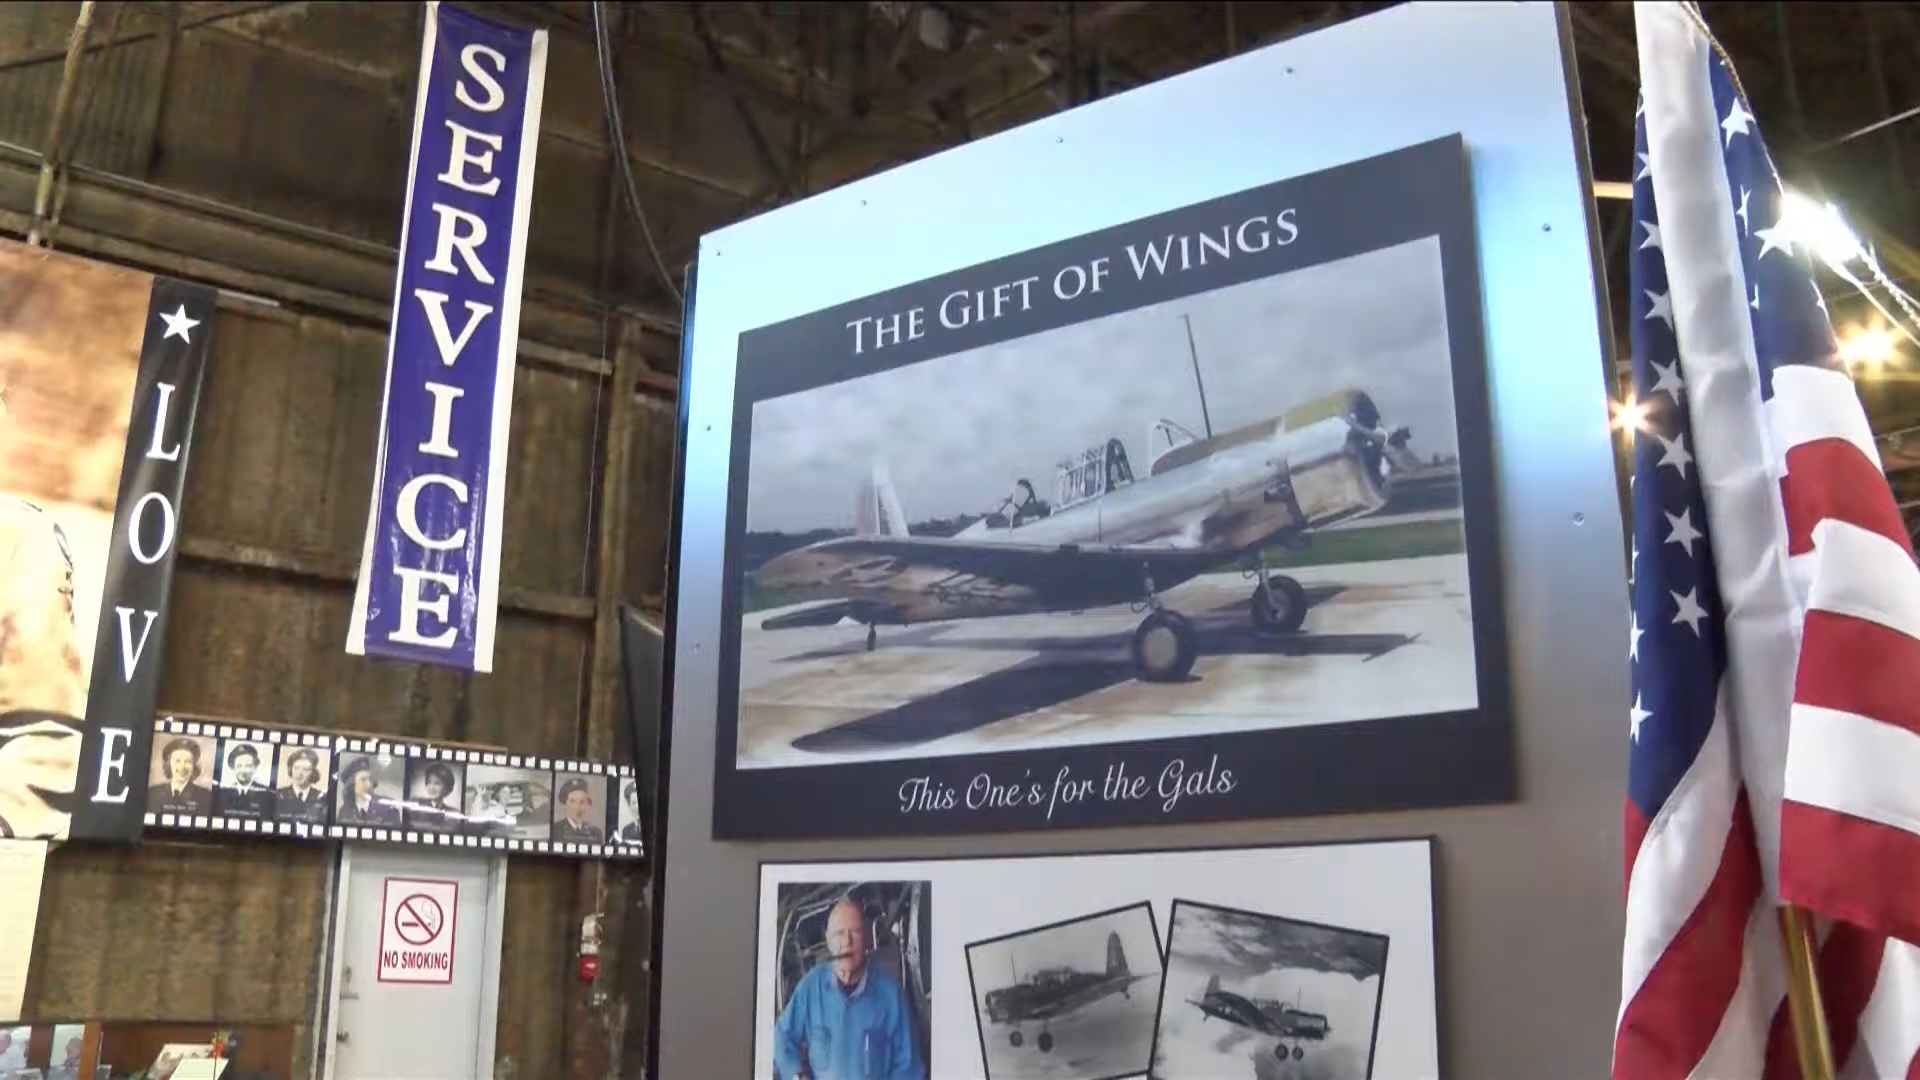 SERVICE
LOVE
THE GIFT OF WINGS
This One's for the Gals
NO SMOKING